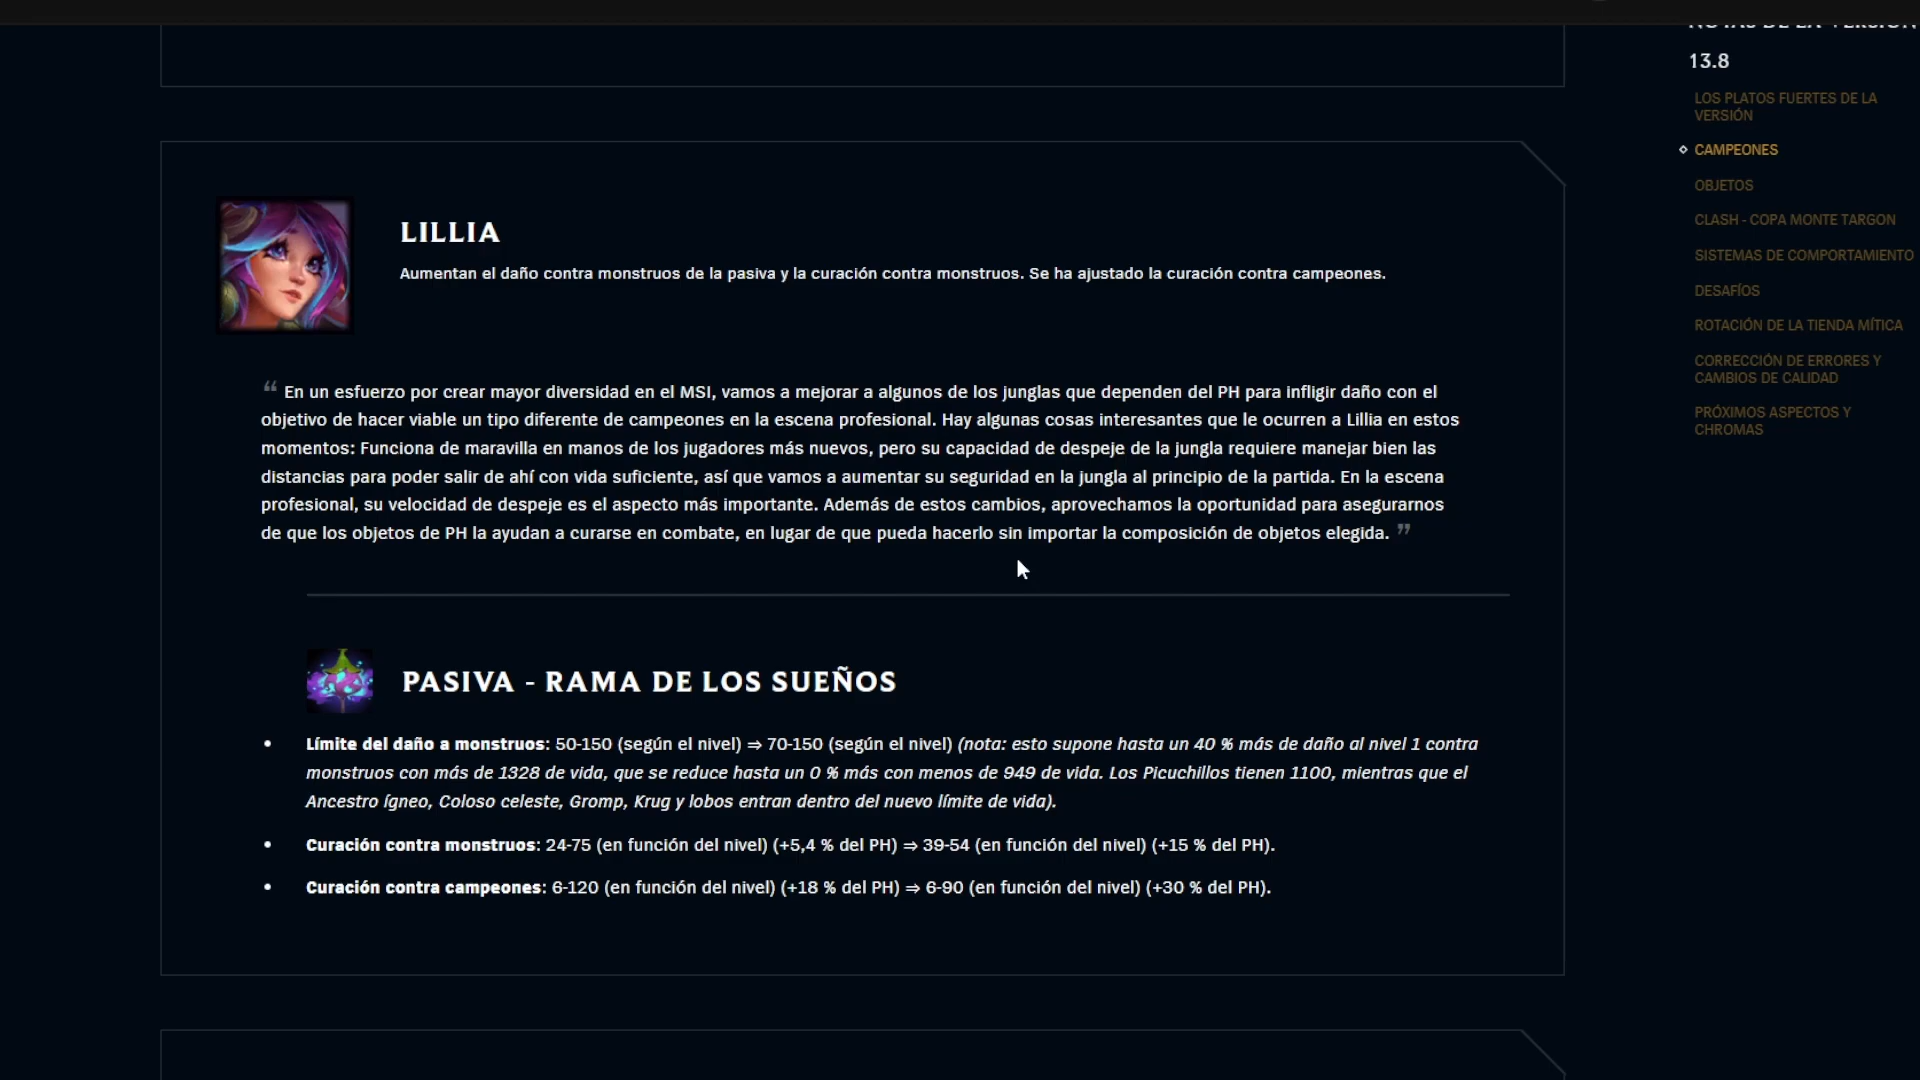 NOTAS DE LA VERSIÓN
13.8
LOS PLATOS FUERTES DE LA
VERSIÓN
CAMPEONES
OBJETOS
CLASH - COPA MONTE TARGON
SISTEMAS DE COMPORTAMIENTO
DESAFÍOS
ROTACIÓN DE LA TIENDA MÍTICA
CORRECCIÓN DE ERRORES Y
CAMBIOS DE CALIDAD
PRÓXIMOS ASPECTOS Y
CHROMAS
LILLIA
Aumentan el daño contra monstruos de la pasiva y la curación contra monstruos. Se ha ajustado la curación contra campeones.
“ En un esfuerzo por crear mayor diversidad en el MSI, vamos a mejorar a algunos de los junglas que dependen del PH para infligir daño con el
objetivo de hacer viable un tipo diferente de campeones en la escena profesional. Hay algunas cosas interesantes que le ocurren a Lillia en estos
momentos: Funciona de maravilla en manos de los jugadores más nuevos, pero su capacidad de despeje de la jungla requiere manejar bien las
distancias para poder salir de ahí con vida suficiente, así que vamos a aumentar su seguridad en la jungla al principio de la partida. En la escena
profesional, su velocidad de despeje es el aspecto más importante. Además de estos cambios, aprovechamos la oportunidad para asegurarnos
de que los objetos de PH la ayudan a curarse en combate, en lugar de que pueda hacerlo sin importar la composición de objetos elegida. ”
PASIVA - RAMA DE LOS SUEÑOS
• Límite del daño a monstruos: 50-150 (según el nivel) ⇒ 70-150 (según el nivel) (nota: esto supone hasta un 40 % más de daño al nivel 1 contra
monstruos con más de 1328 de vida, que se reduce hasta un 0 % más con menos de 949 de vida. Los Picuchillos tienen 1100, mientras que el
Ancestro ígneo, Coloso celeste, Gromp, Krug y lobos entran dentro del nuevo límite de vida).
• Curación contra monstruos: 24-75 (en función del nivel) (+5,4 % del PH) ⇒ 39-54 (en función del nivel) (+15 % del PH).
• Curación contra campeones: 6-120 (en función del nivel) (+18 % del PH) ⇒ 6-90 (en función del nivel) (+30 % del PH).